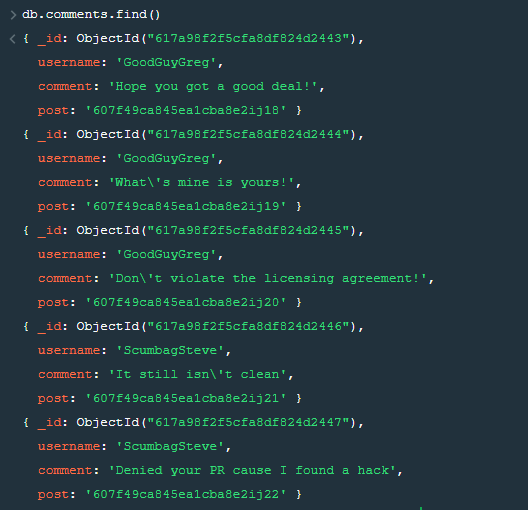 > db.comments.find()
< { _id: ObjectId("617a98f2f5cfa8df824d2443"),
username: 'GoodGuyGreg',
comment: 'Hope you got a good deal!',
post: '607f49ca845ea1cba8e2ij18' }
{ _id: ObjectId("617a98f2f5cfa8df824d2444"),
username: 'GoodGuyGreg',
comment: 'What\'s mine is yours!',
post: '607f49ca845ea1cba8e2ij19' }
{ _id: ObjectId("617a98f2f5cfa8df824d2445"),
username: 'GoodGuyGreg',
comment: 'Don\'t violate the licensing agreement!',
post: '607f49ca845ea1cba8e2ij20' }
{ _id: ObjectId("617a98f2f5cfa8df824d2446"),
username: 'ScumbagSteve',
comment: 'It still isn\'t clean',
post: '607f49ca845ea1cba8e2ij21' }
{ _id: ObjectId("617a98f2f5cfa8df824d2447"),
username: 'ScumbagSteve',
comment: 'Denied your PR cause I found a hack',
post: '607f49ca845ea1cba8e2ij22' }